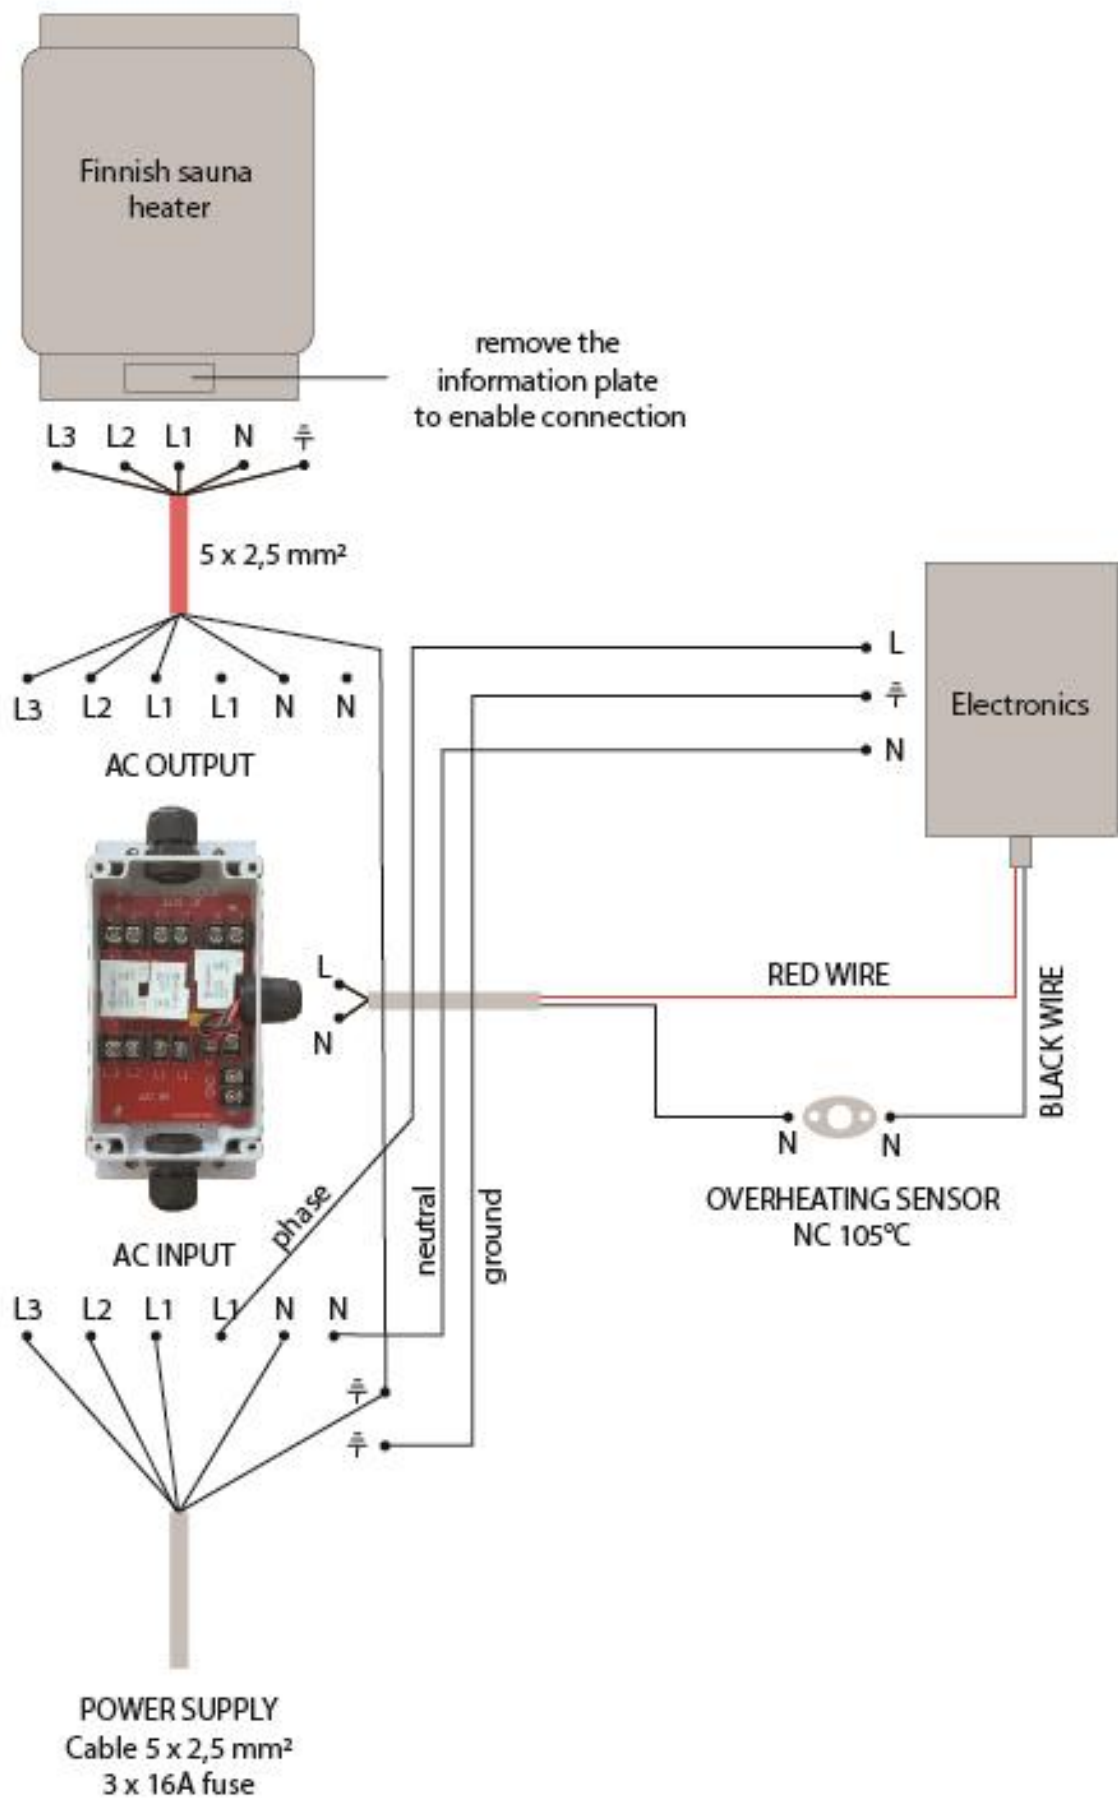 Finnish sauna
heater
remove the
information plate
to enable connection
L3 L2 L1 N
5 x 2,5 mm²
L3 L2 L1 L1 N N
AC OUTPUT
L
N
Electronics
L
N
RED WIRE
BLACK WIRE
N N
OVERHEATING SENSOR
NC 105°C
phase
neutral
ground
AC INPUT
L3 L2 L1 L1 N N
POWER SUPPLY
Cable 5 x 2,5 mm²
3 x 16A fuse